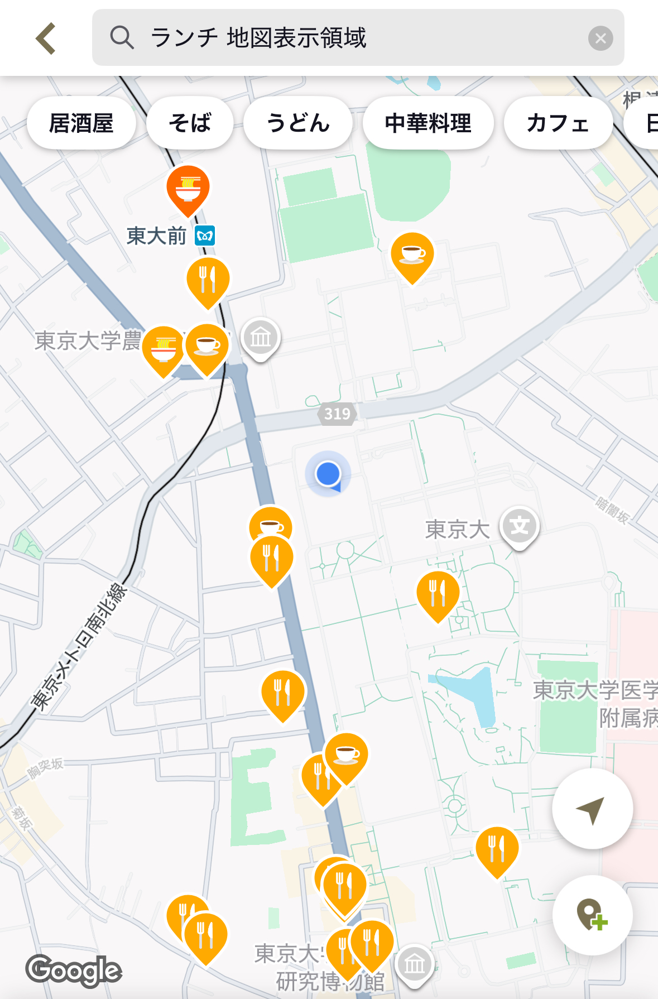 ランチ 地図表示領域
居酒屋
そば
うどん
中華料理
カフェ
東大前
東京大学農
319
暗闇坂
東京大
文
東京メトロ南北線
東京大学医学
附属病
胸突坂
菊坂
東京大学
研究博物館
Google